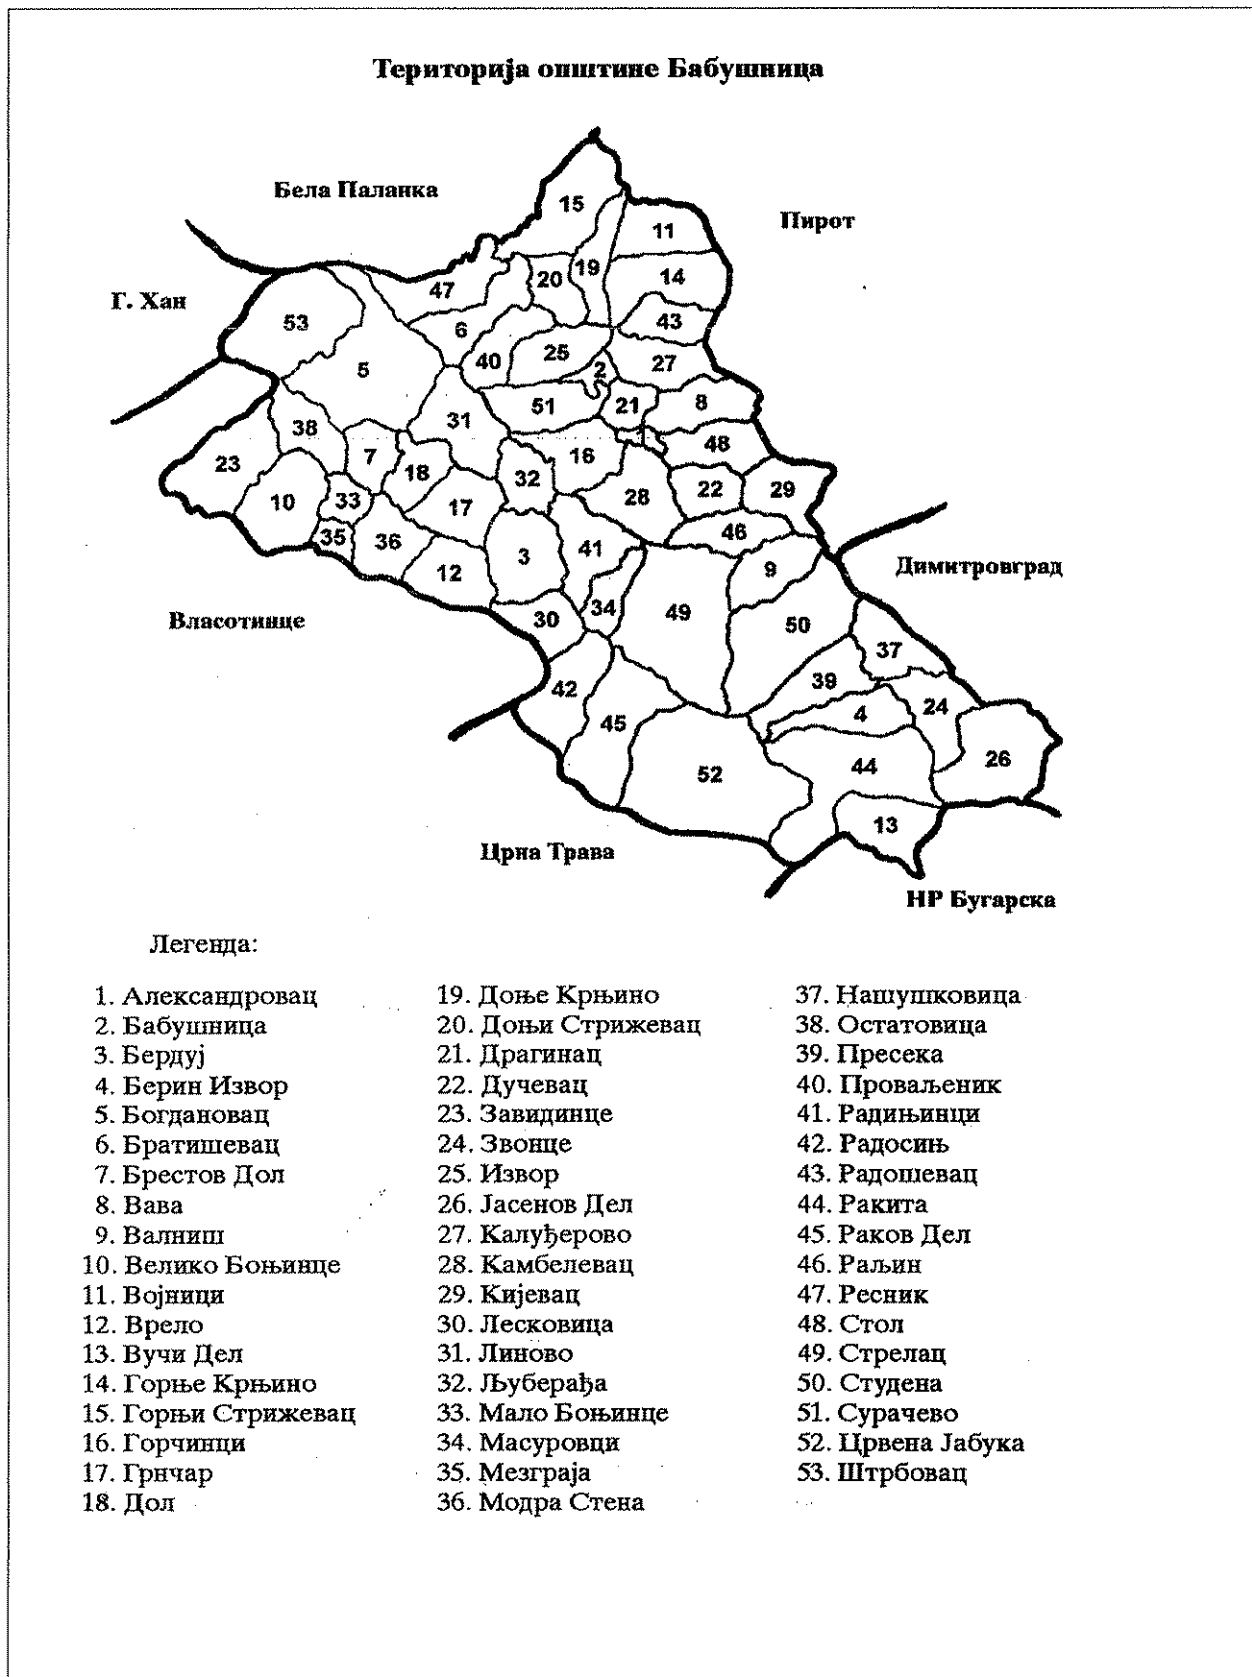 Територија општине Бабушница
Бела Паланка
Пирот
Г. Хан
Димитровград
Власотинце
Црна Трава
НР Бугарска
15
11
19
14
20
47
53
43
6
25
40
27
2
5
51
21
8
31
38
1
48
7
16
23
18
32
22
29
10
33
28
17
46
35
36
41
3
12
9
34
49
30
50
37
39
42
24
4
45
26
44
52
13
Легенда:
1. Александровац
2. Бабушница
3. Бердуј
4. Берин Извор
5. Богдановац
6. Братишевац
7. Брестов Дол
8. Вава
9. Валниш
10. Велико Боњинце
11. Војници
12. Врело
13. Вучи Дел
14. Горње Крњино
15. Горњи Стрижевац
16. Горчинци
17. Грнчар
18. Дол
19. Доње Крњино
20. Доњи Стрижевац
21. Драгинац
22. Дучевац
23. Завидинце
24. Звонце
25. Извор
26. Јасенов Дел
27. Калуђерово
28. Камбелевац
29. Кијевац
30. Лесковица
31. Линово
32. Љуберађа
33. Мало Боњинце
34. Масуровци
35. Мезграја
36. Модра Стена
37. Нашушковица
38. Остатовица
39. Пресека
40. Проваљеник
41. Радињинци
42. Радосињ
43. Радошевац
44. Ракита
45. Раков Дел
46. Раљин
47. Ресник
48. Стол
49. Стрелац
50. Студена
51. Сурачево
52. Црвена Јабука
53. Штрбовац